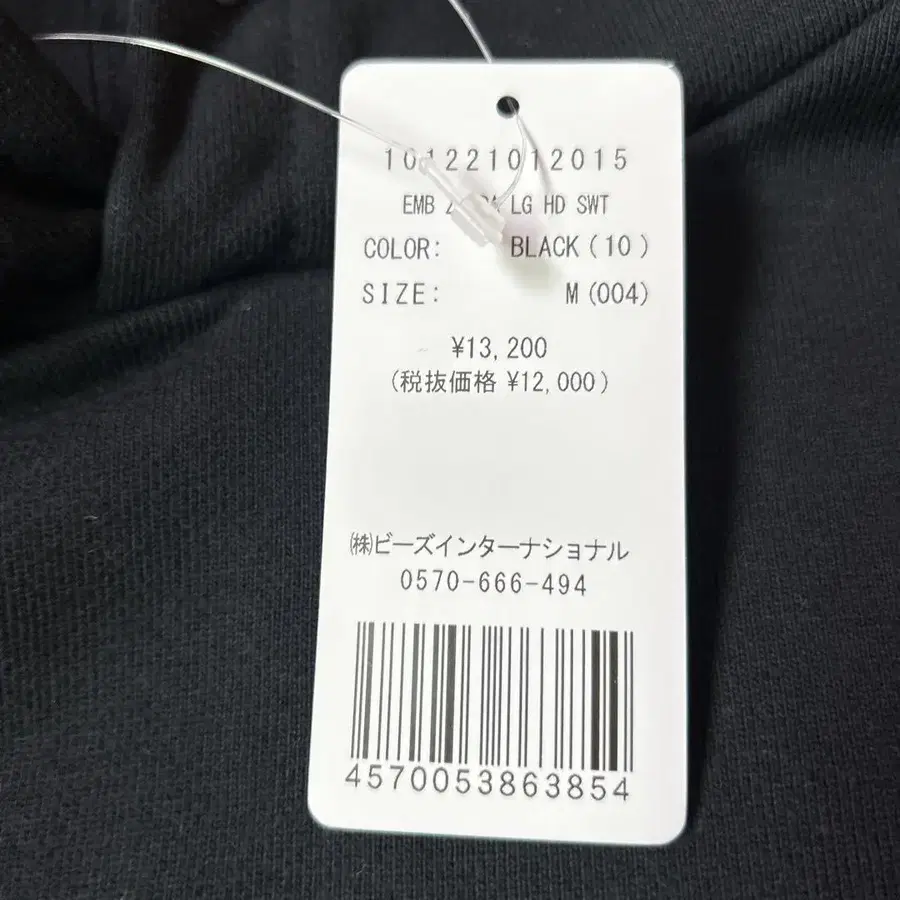 101221012015
EMB LG HD SWT
COLOR: BLACK(10)
SIZE: M(004)
¥13,200
(税抜価格 ¥12,000)
㈱ビーズインターナショナル
0570-666-494
4570053863854